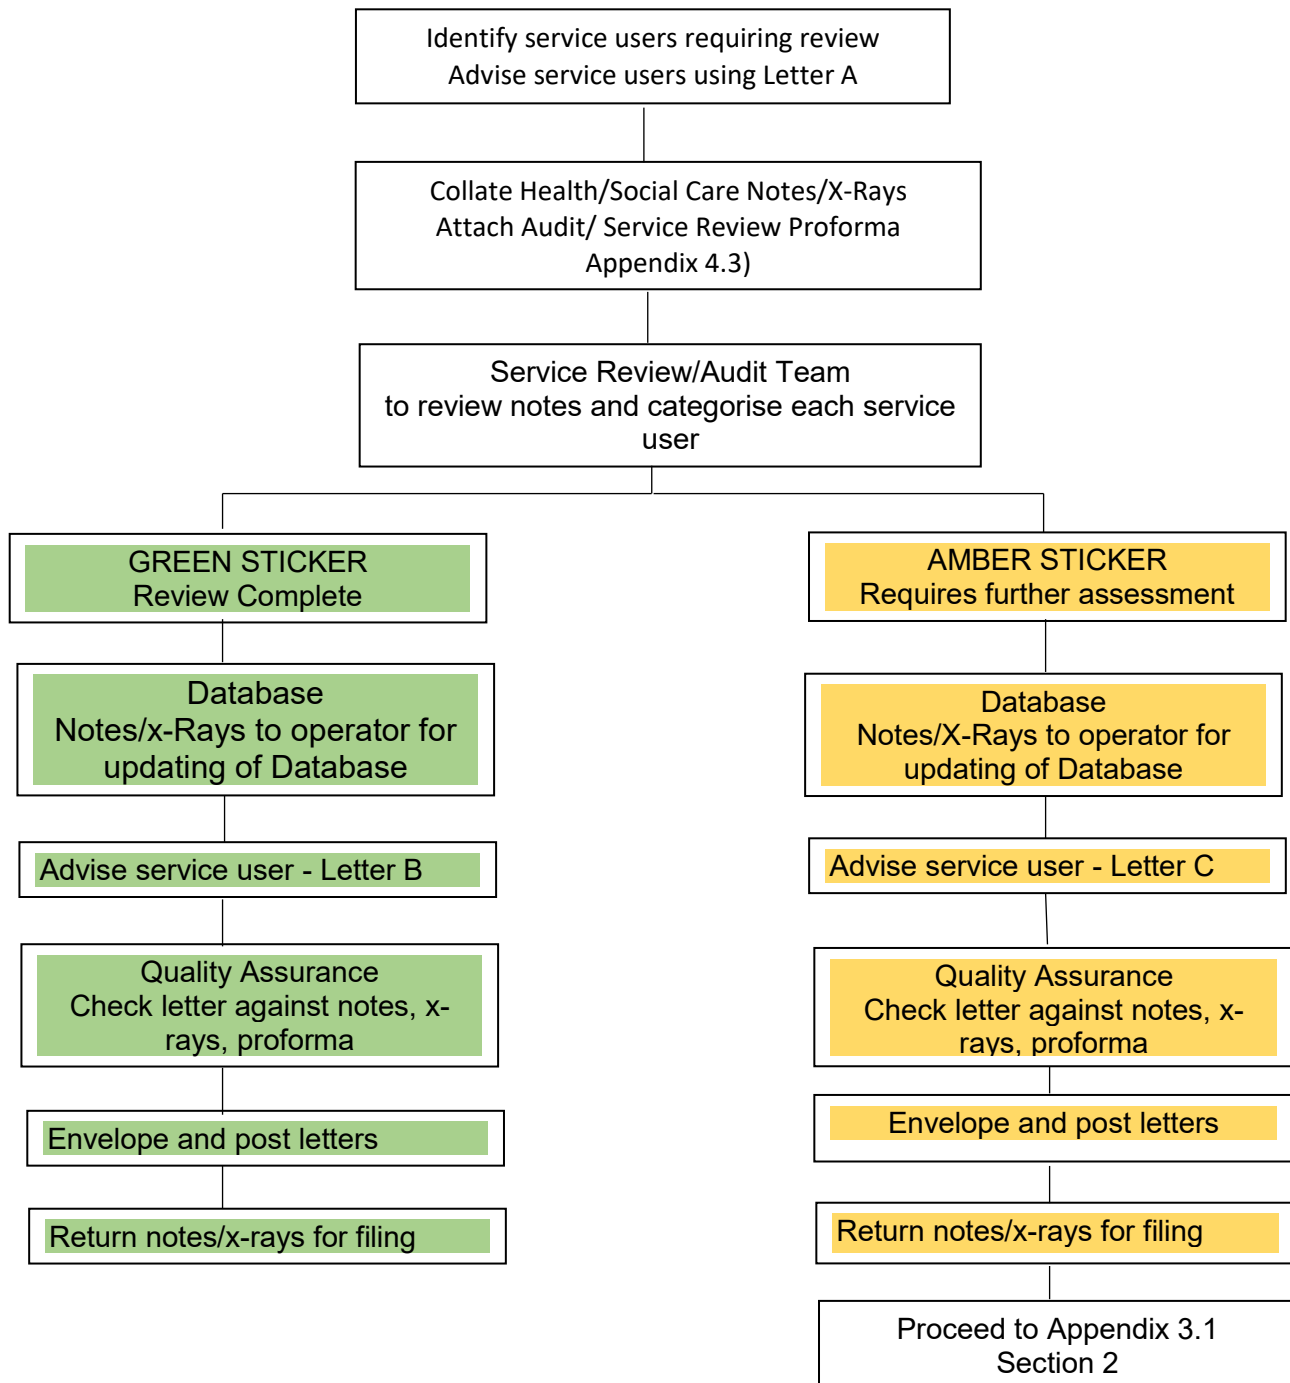 Identify service users requiring review
Advise service users using Letter A
Collate Health/Social Care Notes/X-Rays
Attach Audit/ Service Review Proforma
Appendix 4.3)
Service Review/Audit Team
to review notes and categorise each service
user
GREEN STICKER
Review Complete
Database
Notes/x-Rays to operator for
updating of Database
Advise service user - Letter B
Quality Assurance
Check letter against notes, x-
rays, proforma
Envelope and post letters
Return notes/x-rays for filing
AMBER STICKER
Requires further assessment
Database
Notes/X-Rays to operator for
updating of Database
Advise service user - Letter C
Quality Assurance
Check letter against notes, x-
rays, proforma
Envelope and post letters
Return notes/x-rays for filing
Proceed to Appendix 3.1
Section 2